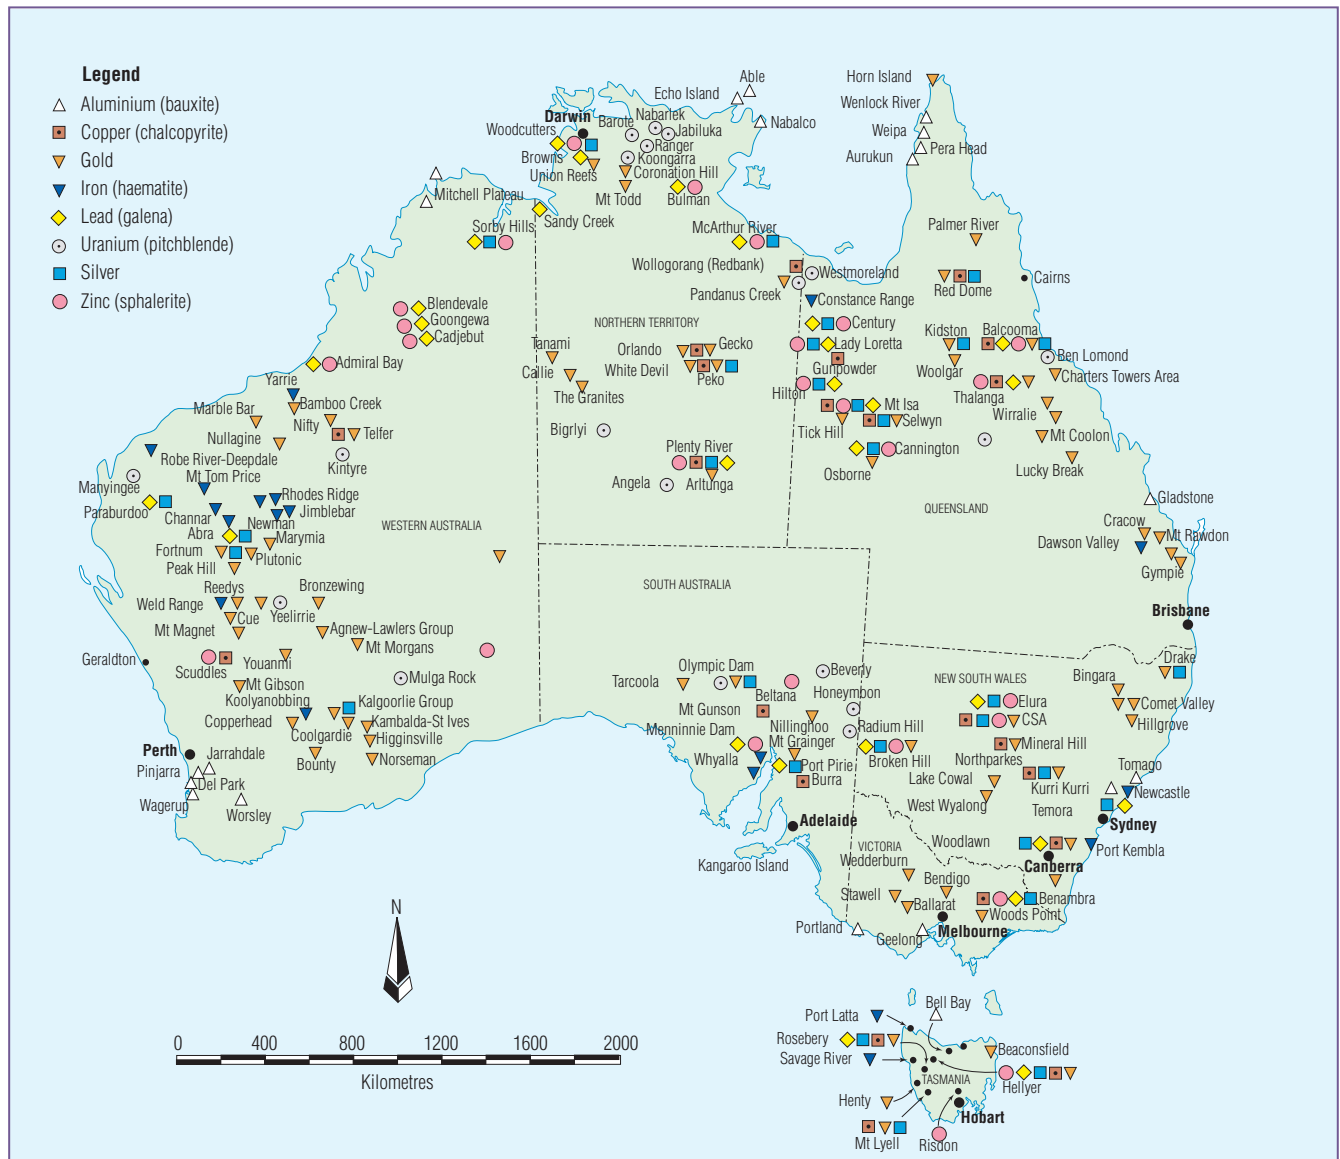 Legend
Aluminium (bauxite)
Copper (chalcopyrite)
Gold
Iron (haematite)
Lead (galena)
Uranium (pitchblende)
Silver
Zinc (sphalerite)
Able
Echo Island
Nabalco
Horn Island
Wenlock River
Weipa
Pera Head
Aurukun
Darwin
Nabarlek
Barote
Jabiluka
Woodcutters
Ranger
Browns
Koongarra
Union Reefs
Coronation Hill
Mt Todd
Bulman
Mitchell Plateau
Sandy Creek
Sorby Hills
McArthur River
Palmer River
Wollogorang (Redbank)
Westmoreland
Pandanus Creek
Constance Range
Red Dome
Cairns
Blendevale
Goongewa
Cadjebut
NORTHERN TERRITORY
Century
Kidston
Balcooma
Lady Loretta
Ben Lomond
Woolgar
Charters Towers Area
Tanami
Orlando
Gecko
White Devil
Peko
Callie
The Granites
Gunpowder
Hilton
Thalanga
Admiral Bay
Yarrie
Bamboo Creek
Marble Bar
Nifty
Telfer
Nullagine
Bigrlyi
Mt Isa
Selwyn
Tick Hill
Wirralie
Mt Coolon
Lucky Break
Robe River-Deepdale
Kintyre
Plenty River
Cannington
Osborne
Manyingee
Mt Tom Price
Angela
Arltunga
Paraburdoo
Rhodes Ridge
Jimblebar
Channar
Newman
WESTERN AUSTRALIA
QUEENSLAND
Gladstone
Abra
Marymia
Cracow
Mt Rawdon
Dawson Valley
Fortnum
Plutonic
Peak Hill
Gympie
Reedys
Bronzewing
SOUTH AUSTRALIA
Weld Range
Yeelirrie
Cue
Brisbane
Mt Magnet
Agnew-Lawlers Group
Mt Morgans
Geraldton
Scuddles
Youanmi
Mulga Rock
Olympic Dam
Beverly
Drake
Tarcoola
Beltana
Honeymoon
NEW SOUTH WALES
Bingara
Mt Gibson
Koolyanobbing
Kalgoorlie Group
Elura
Comet Valley
Copperhead
Kambalda-St Ives
Mt Gunson
Nillinghoo
CSA
Hillgrove
Coolgardie
Higginsville
Menninnie Dam
Mt Grainger
Radium Hill
Mineral Hill
Perth
Bounty
Norseman
Whyalla
Port Pirie
Broken Hill
Northparkes
Jarrahdale
Pinjarra
Del Park
Burra
Lake Cowal
Kurri Kurri
Tomago
Wagerup
Worsley
West Wyalong
Temora
Newcastle
Adelaide
Sydney
Kangaroo Island
VICTORIA
Woodlawn
Port Kembla
Wedderburn
Canberra
Bendigo
Stawell
Benambra
Ballarat
Woods Point
Portland
Geelong
Melbourne
N
Port Latta
Bell Bay
Rosebery
Savage River
Beaconsfield
TASMANIA
Hellyer
Henty
Hobart
Mt Lyell
Risdon
0 400 800 1200 1600 2000
Kilometres